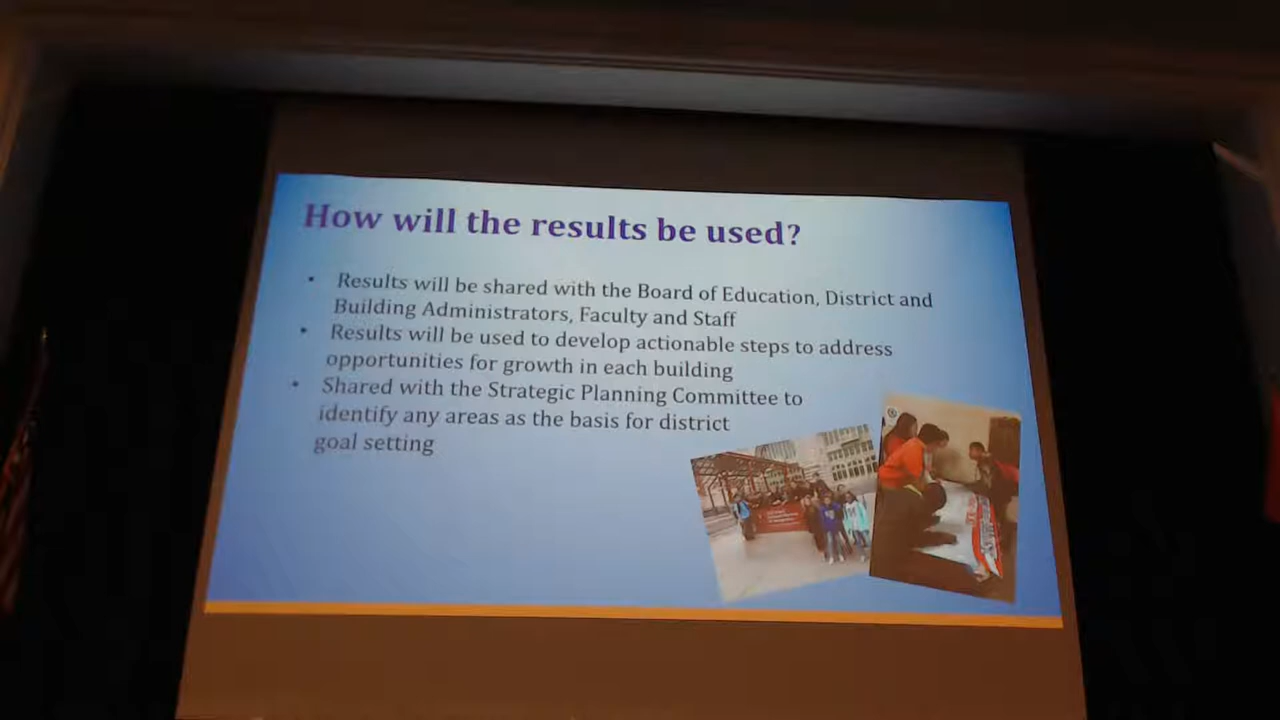 How will the results be used?
• Results will be shared with the Board of Education, District and
Building Administrators, Faculty and Staff
• Results will be used to develop actionable steps to address
opportunities for growth in each building
• Shared with the Strategic Planning Committee to
identify any areas as the basis for district
goal setting